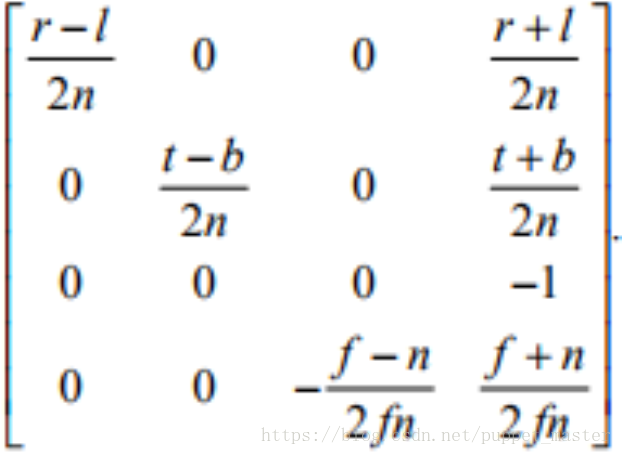 r − l / 2n 0 0 r + l / 2n
0 t − b / 2n 0 t + b / 2n
0 0 0 −1
0 0 − f − n / 2fn f + n / 2fn .
https://blog.csdn.net/puppet_master